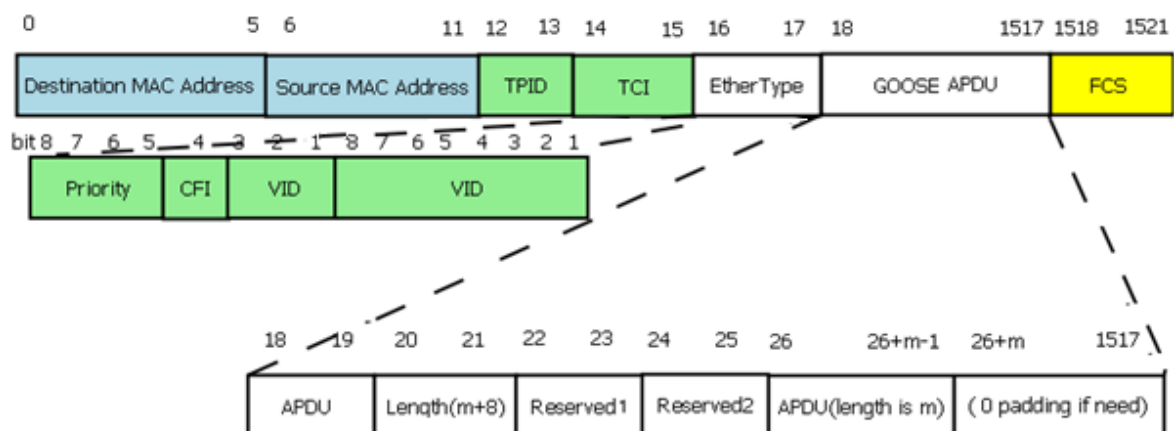 0 5 6 11 12 13 14 15 16 17 18 1517 1518 1521
Destination MAC Address Source MAC Address TPID TCI EtherType GOOSE APDU FCS
bit 8 7 6 5 4 3 2 1 8 7 6 5 4 3 2 1
Priority CFI VID VID
18 19 20 21 22 23 24 25 26 26+m-1 26+m 1517
APDU Length(m+8) Reserved1 Reserved2 APDU(length is m) ( 0 padding if need)